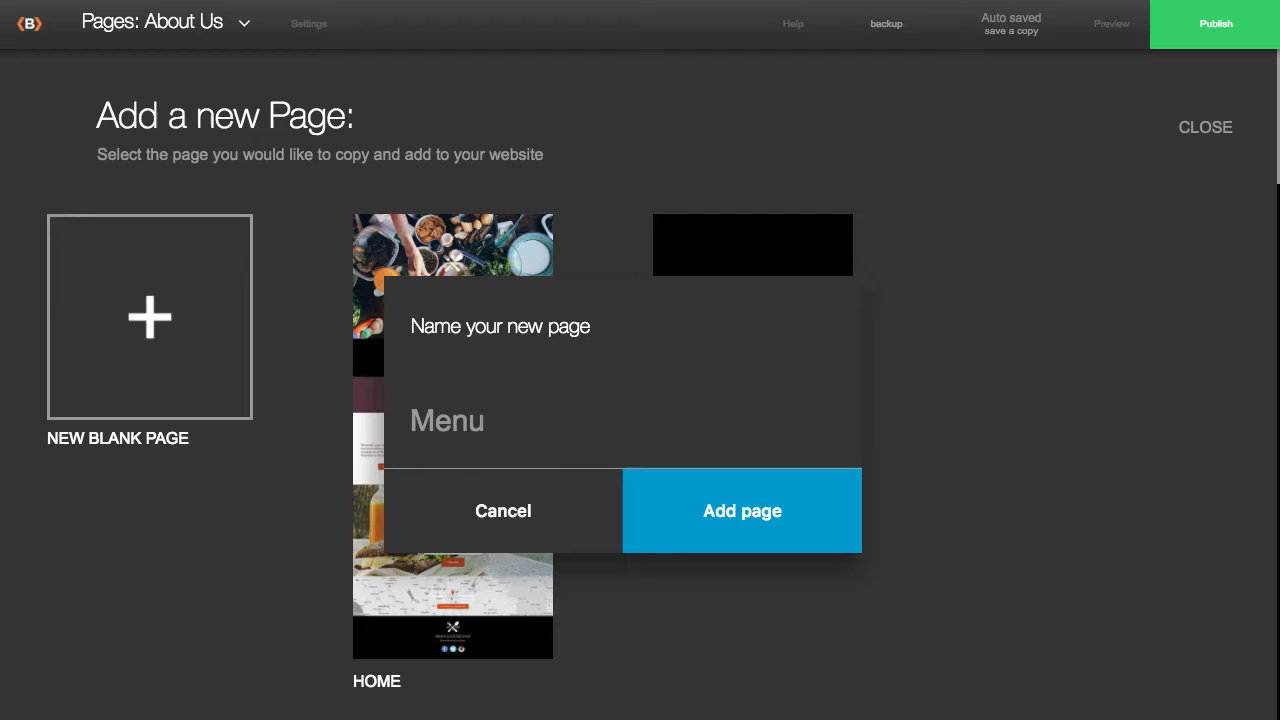 B
Pages: About Us
Settings
Help
backup
Auto saved
save a copy
Preview
Publish
Add a new Page:
CLOSE
Select the page you would like to copy and add to your website
Name your new page
Menu
NEW BLANK PAGE
Cancel
Add page
HOME